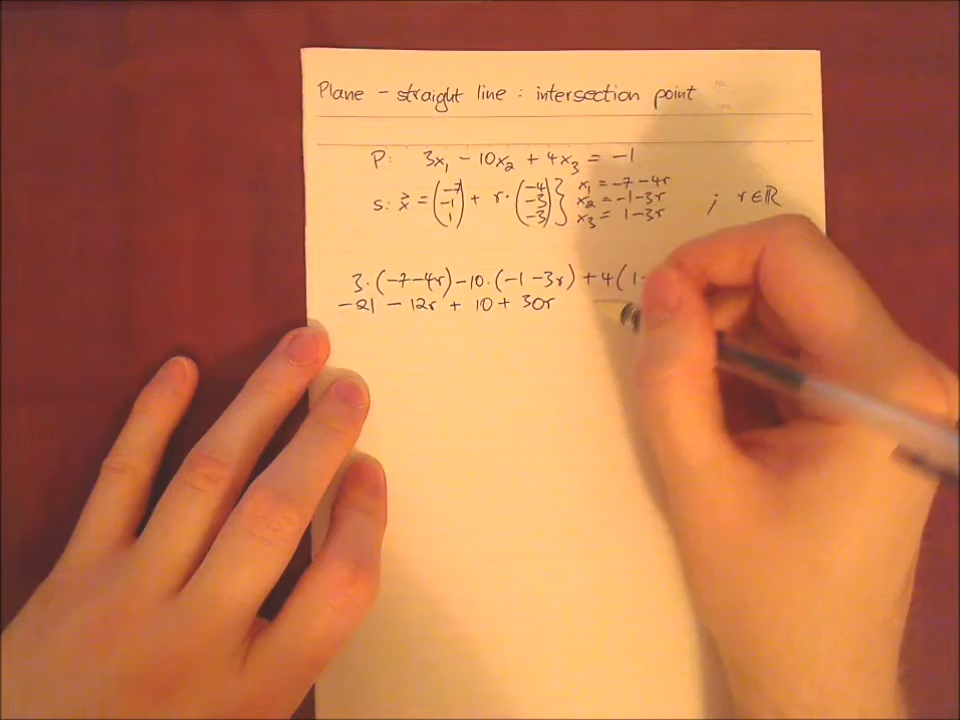 Plane - straight line : intersection point
P: 3x₁ - 10x₂ + 4x₃ = -1
s: x⃗ = (-7 -1 1) + r · (-4 -3 -3) } x₁ = -7 - 4r
x₂ = -1 - 3r ; r ∈ ℝ
x₃ = 1 - 3r
3·(-7-4r) - 10·(-1-3r) + 4(1-
-21 - 12r + 10 + 30r